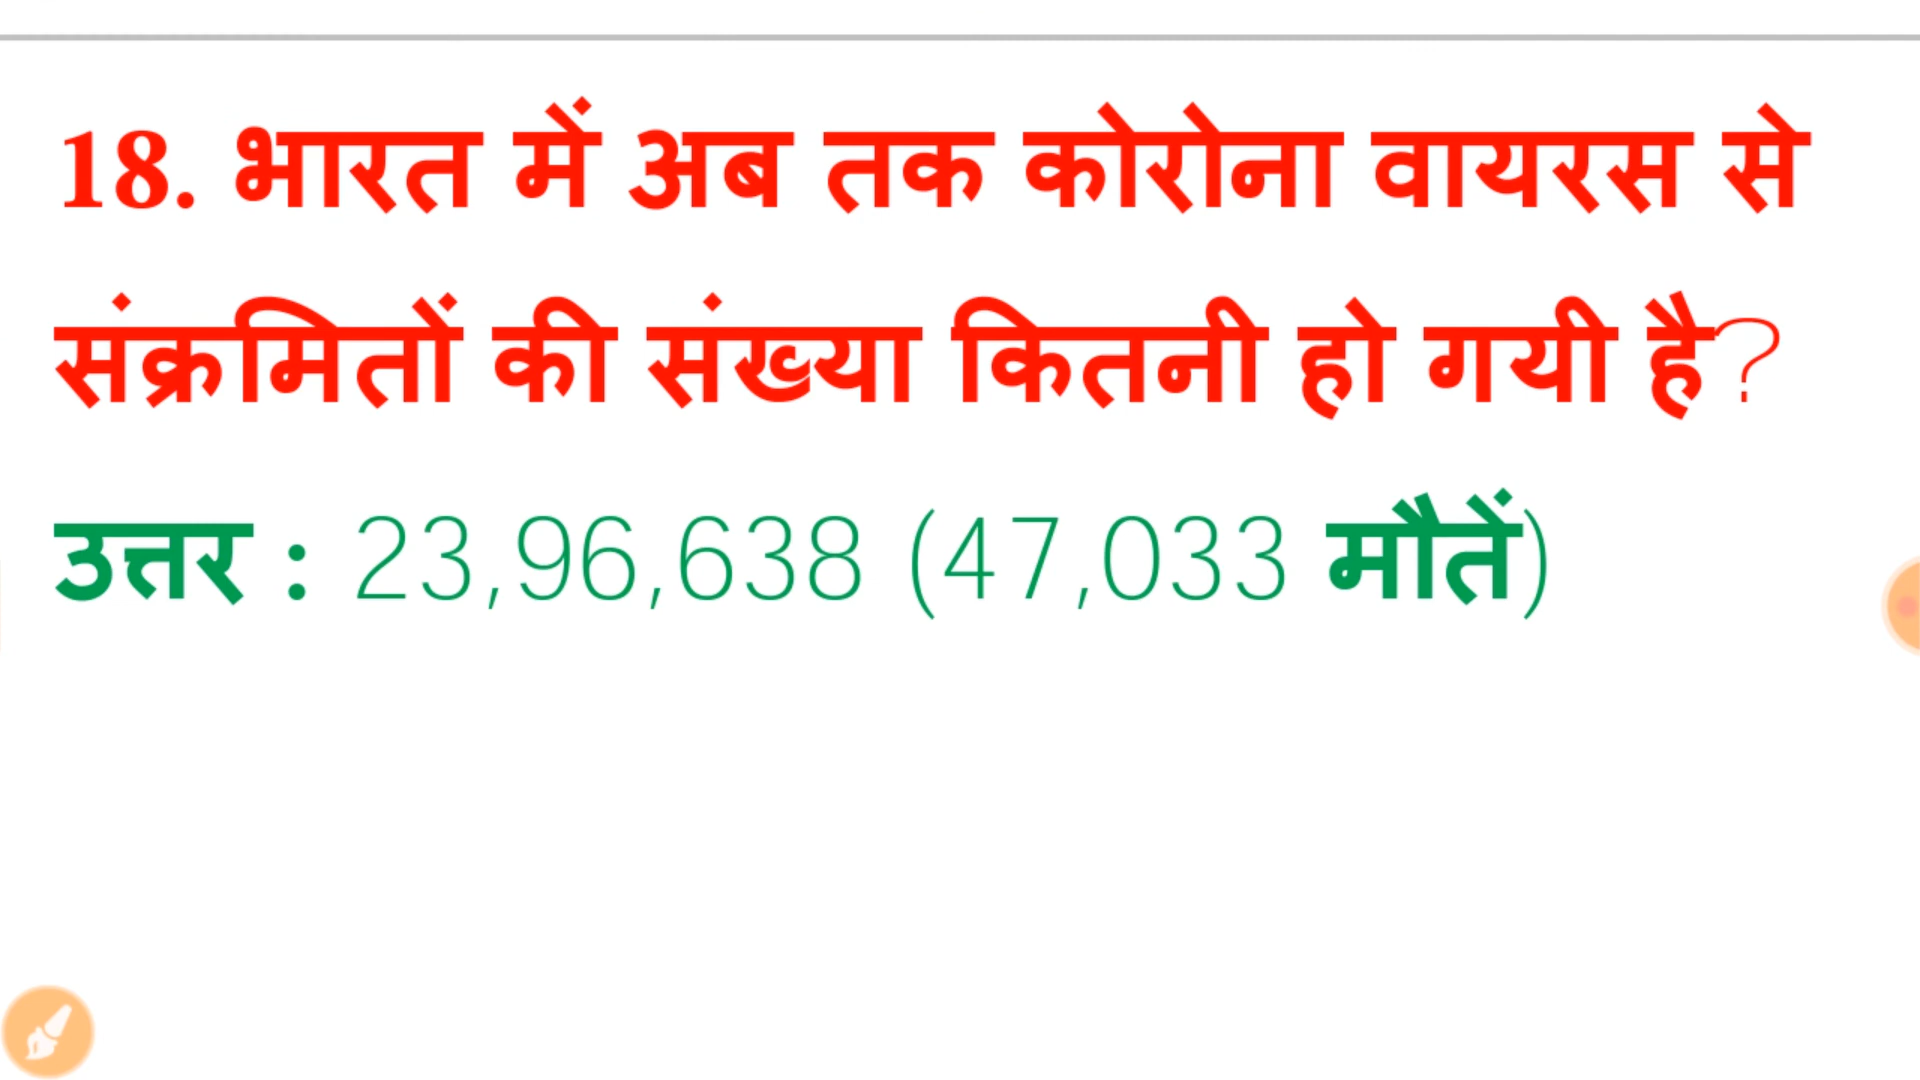 18. भारत में अब तक कोरोना वायरस से
संक्रमितों की संख्या कितनी हो गयी है?
उत्तर : 23,96,638 (47,033 मौतें)